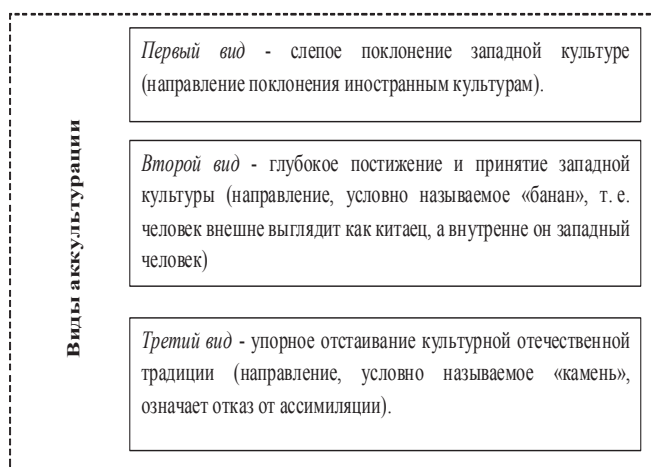 Виды аккультурации
Первый вид - слепое поклонение западной культуре
(направление поклонения иностранным культурам).
Второй вид - глубокое постижение и принятие западной
культуры (направление, условно называемое «банан», т. е.
человек внешне выглядит как китаец, а внутренне он западный
человек)
Третий вид - упорное отстаивание культурной отечественной
традиции (направление, условно называемое «камень»,
означает отказ от ассимиляции).